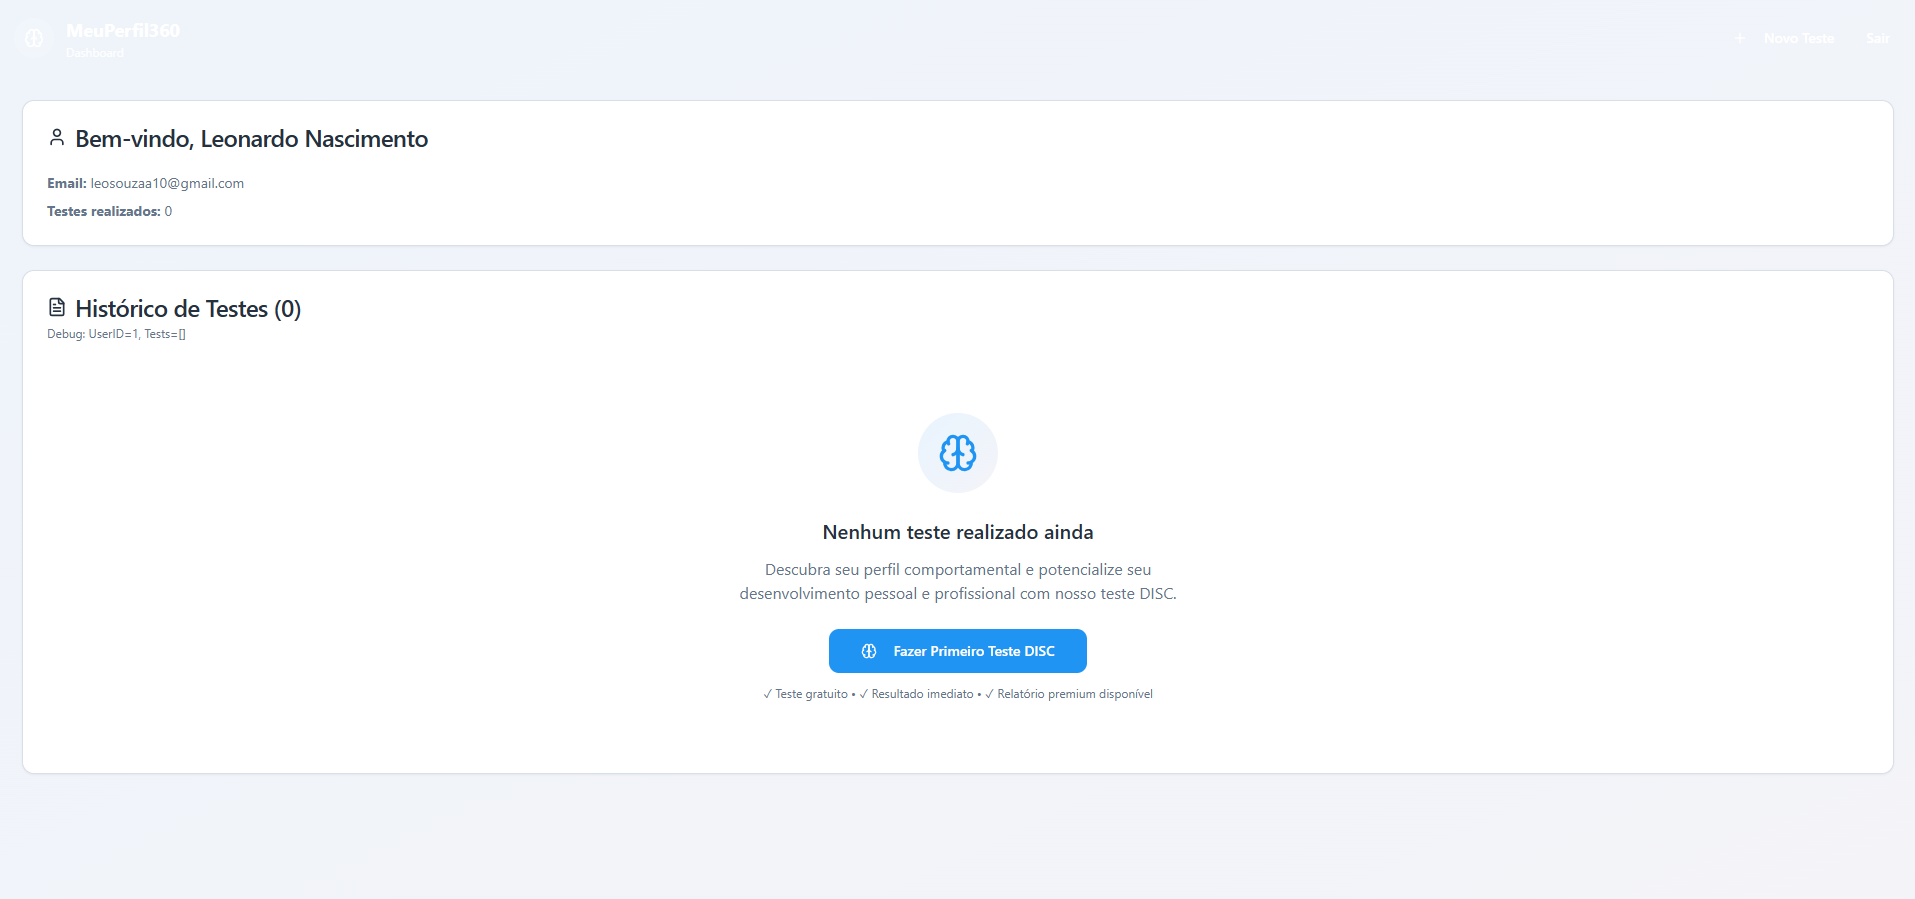 MeuPerfil360
Dashboard
Novo Teste
Sair
Bem-vindo, Leonardo Nascimento
Email: leosouzaa10@gmail.com
Testes realizados: 0
Histórico de Testes (0)
Debug: UserID=1, Tests=[]
Nenhum teste realizado ainda
Descubra seu perfil comportamental e potencialize seu
desenvolvimento pessoal e profissional com nosso teste DISC.
Fazer Primeiro Teste DISC
✓ Teste gratuito • ✓ Resultado imediato • ✓ Relatório premium disponível